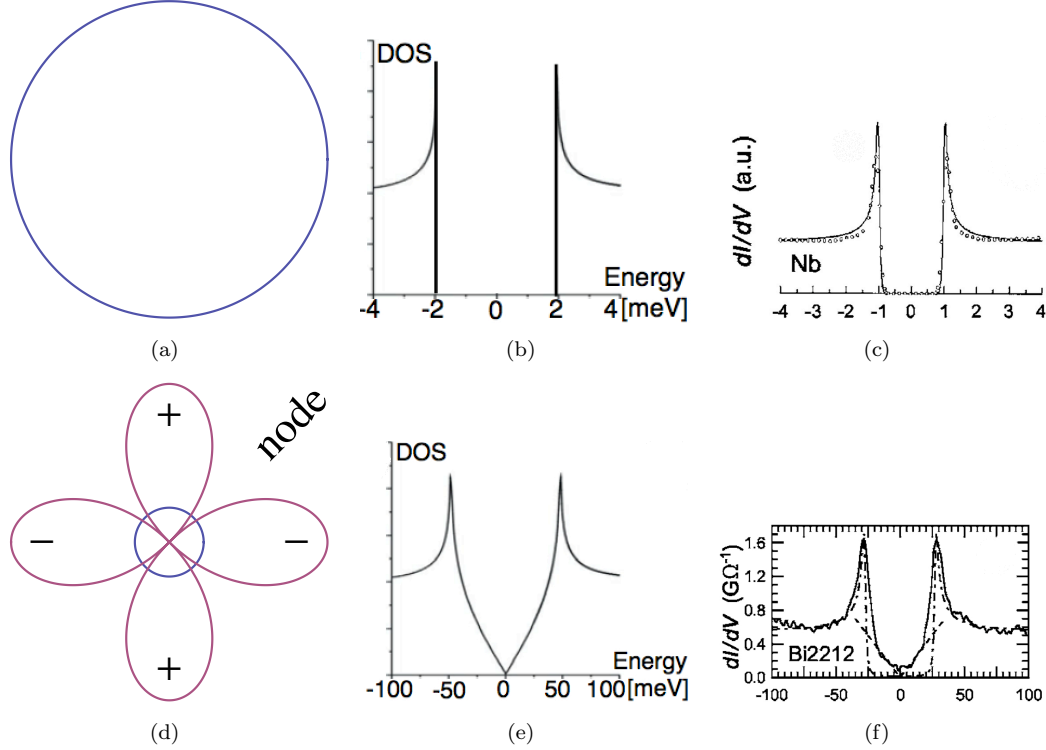 DOS
Energy
-4 -2 0 2 4[meV]
(a)
(b)
dI/dV (a.u.)
Nb
-4 -3 -2 -1 0 1 2 3 4
(c)
+
node
− −
+
(d)
DOS
Energy
-100 -50 0 50 100[meV]
(e)
dI/dV (GΩ⁻¹)
1.6
1.2
0.8
0.4
0.0
Bi2212
-100 -50 0 50 100
(f)